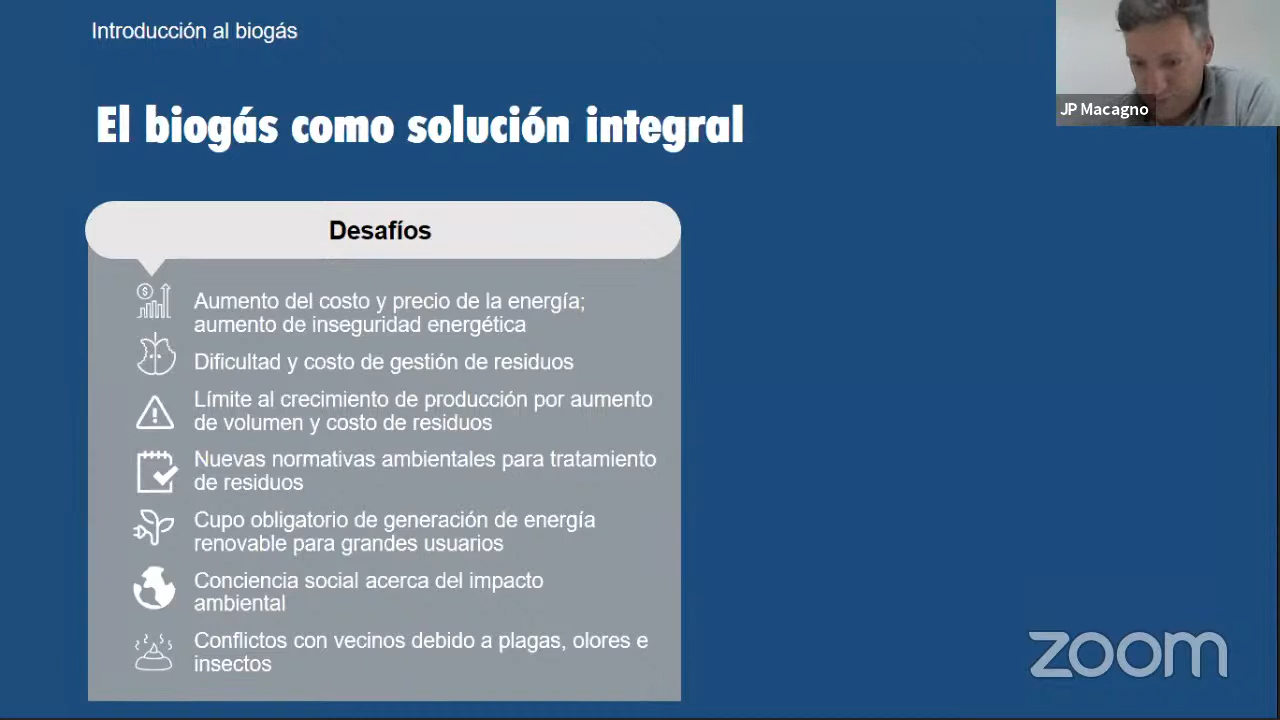 Introducción al biogás
El biogás como solución integral
JP Macagno
Desafíos
Aumento del costo y precio de la energía;
aumento de inseguridad energética
Dificultad y costo de gestión de residuos
Límite al crecimiento de producción por aumento
de volumen y costo de residuos
Nuevas normativas ambientales para tratamiento
de residuos
Cupo obligatorio de generación de energía
renovable para grandes usuarios
Conciencia social acerca del impacto
ambiental
Conflictos con vecinos debido a plagas, olores e
insectos
zoom